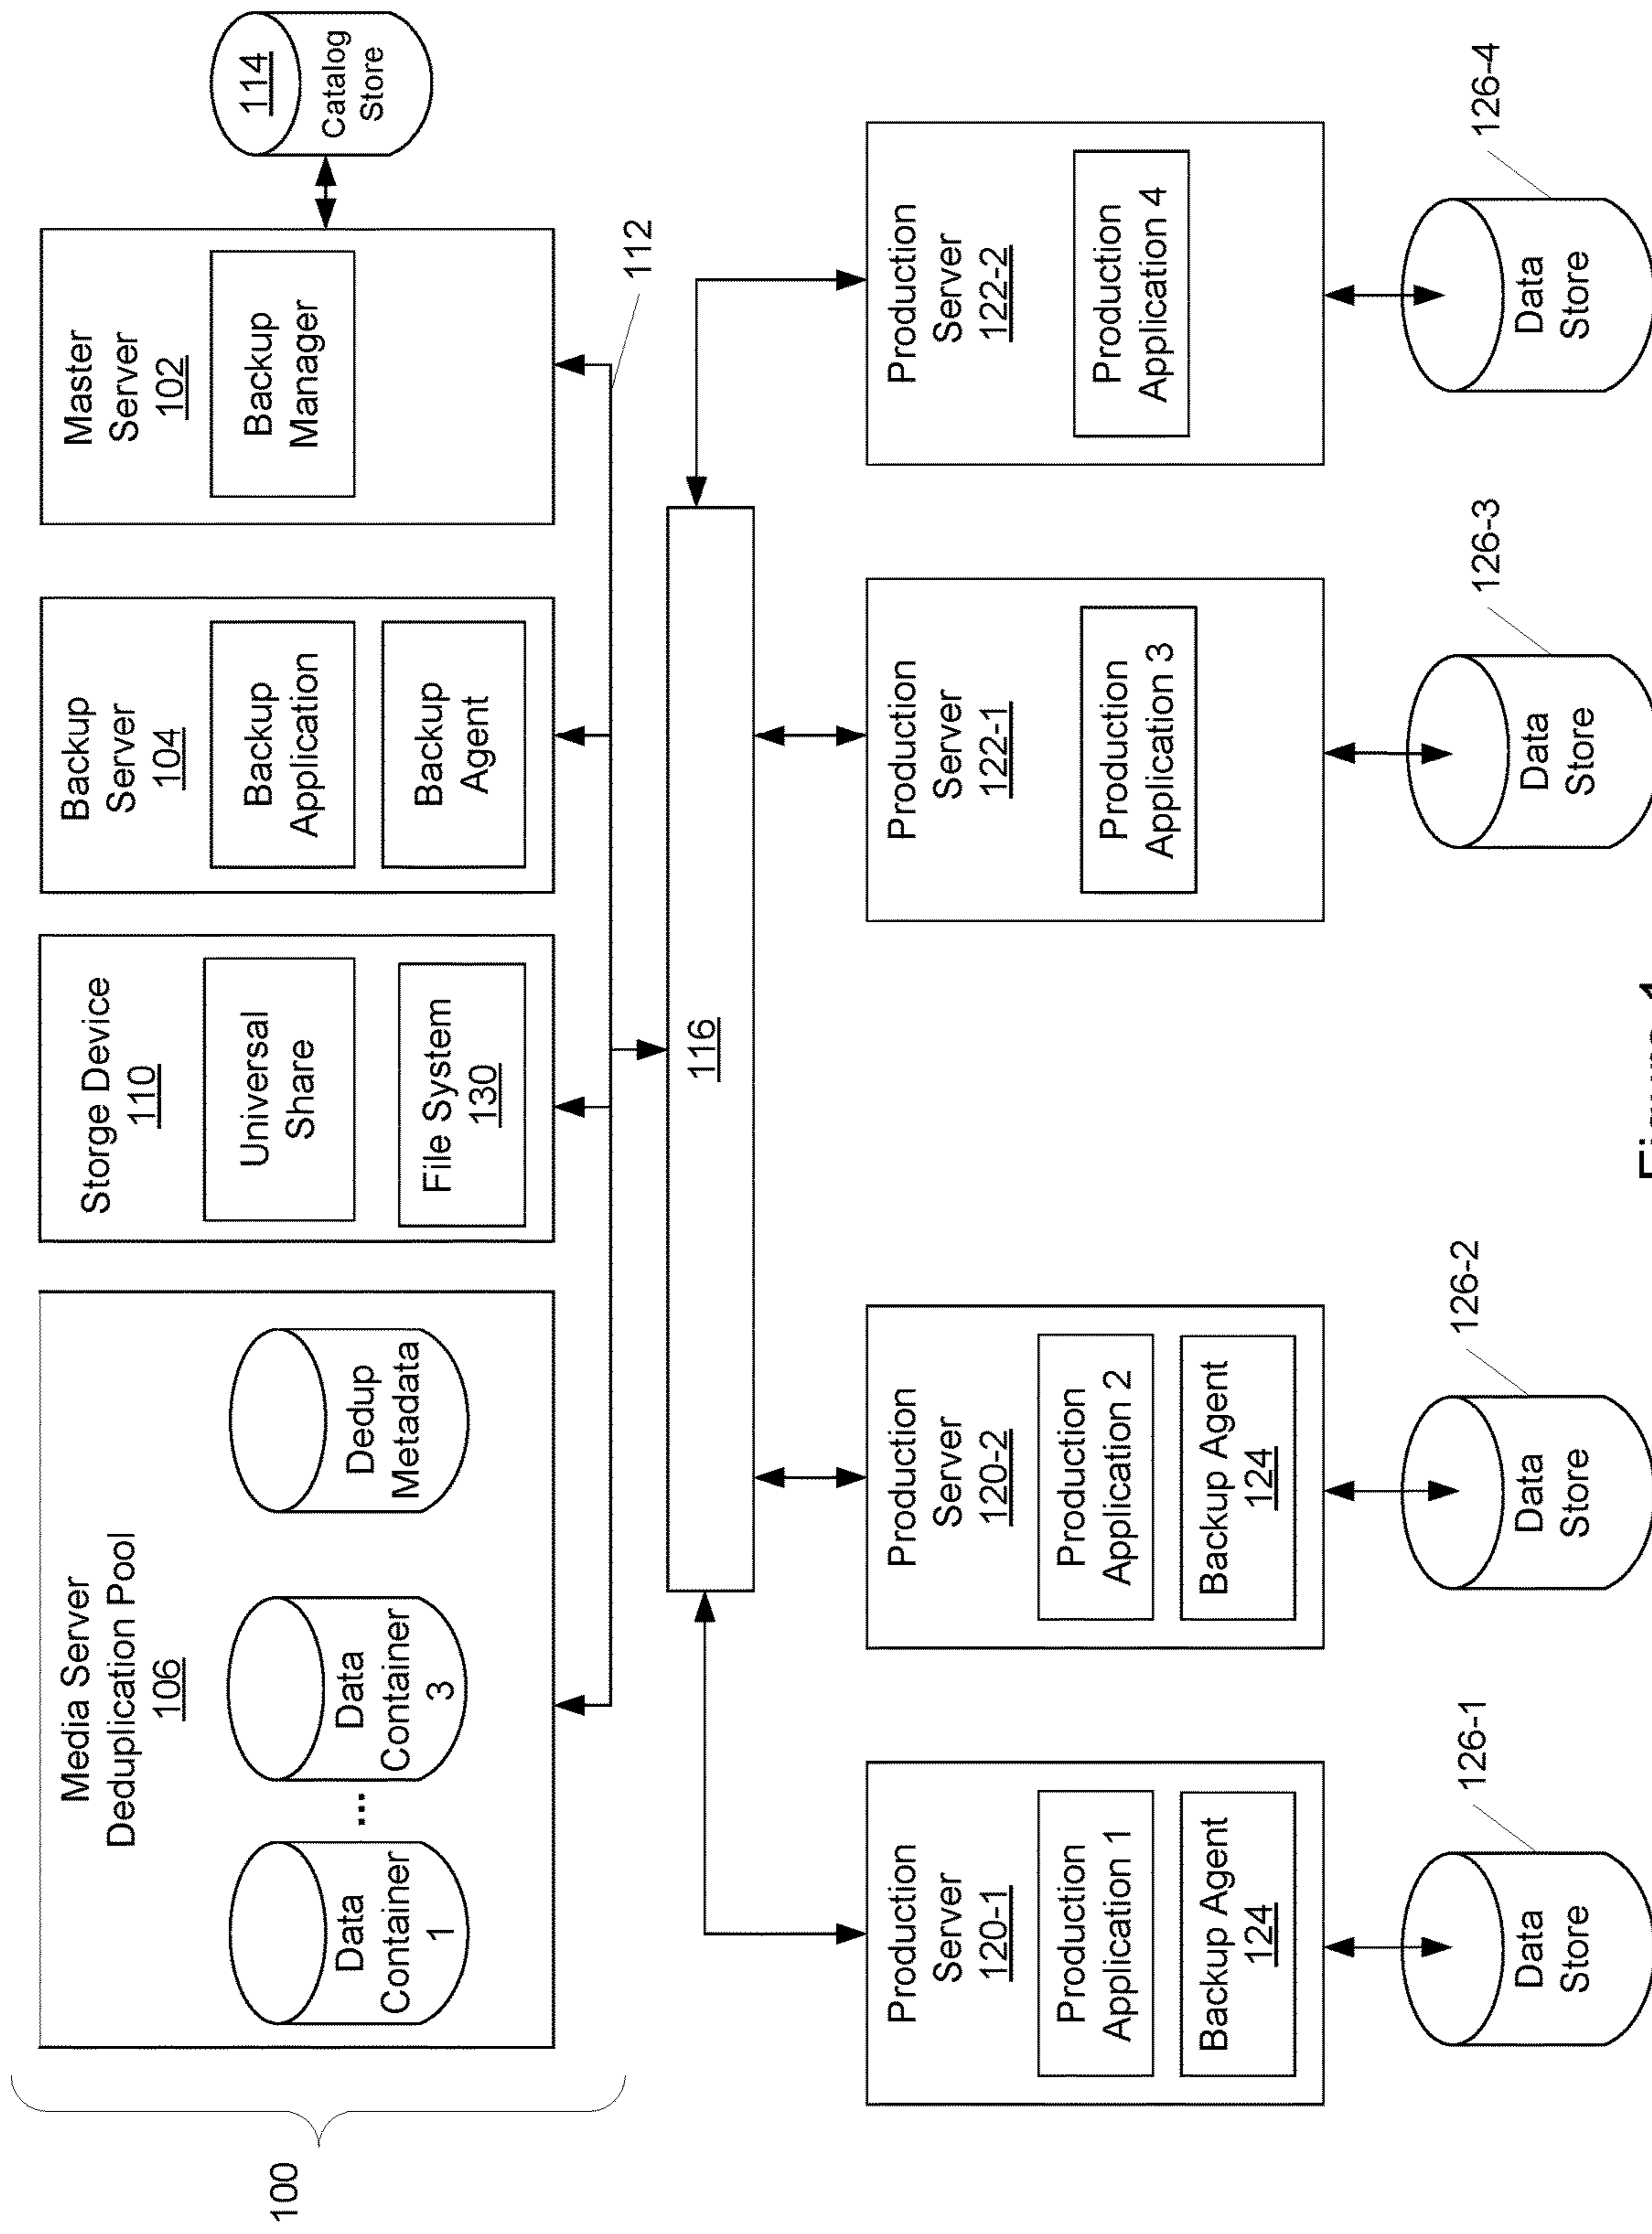 100
Media Server
Deduplication Pool
106
Data
Container
1
...
Data
Container
3
Dedup
Metadata
Storge Device
110
Universal
Share
File System
130
Backup
Server
104
Backup
Application
Backup
Agent
Master
Server
102
Backup
Manager
114
Catalog
Store
112
116
Production
Server
120-1
Production
Application 1
Backup Agent
124
Data
Store
126-1
Production
Server
120-2
Production
Application 2
Backup Agent
124
Data
Store
126-2
Production
Server
122-1
Production
Application 3
Data
Store
126-3
Production
Server
122-2
Production
Application 4
Data
Store
126-4